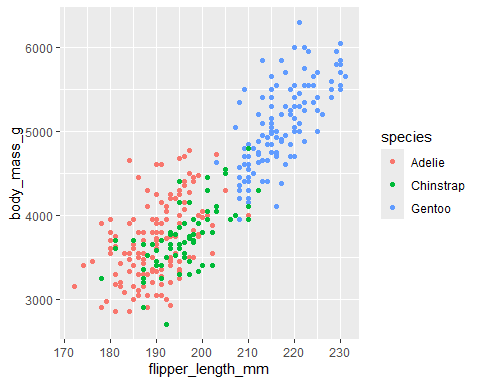 6000
5000
4000
3000
body_mass_g
170 180 190 200 210 220 230
flipper_length_mm
species
Adelie
Chinstrap
Gentoo